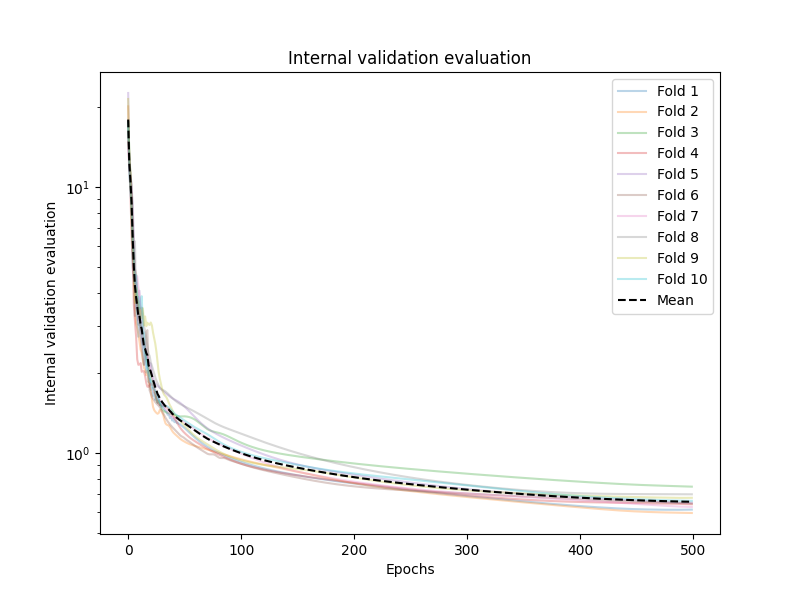 Internal validation evaluation
Internal validation evaluation
10¹
10⁰
0
100
200
300
400
500
Epochs
Fold 1
Fold 2
Fold 3
Fold 4
Fold 5
Fold 6
Fold 7
Fold 8
Fold 9
Fold 10
Mean